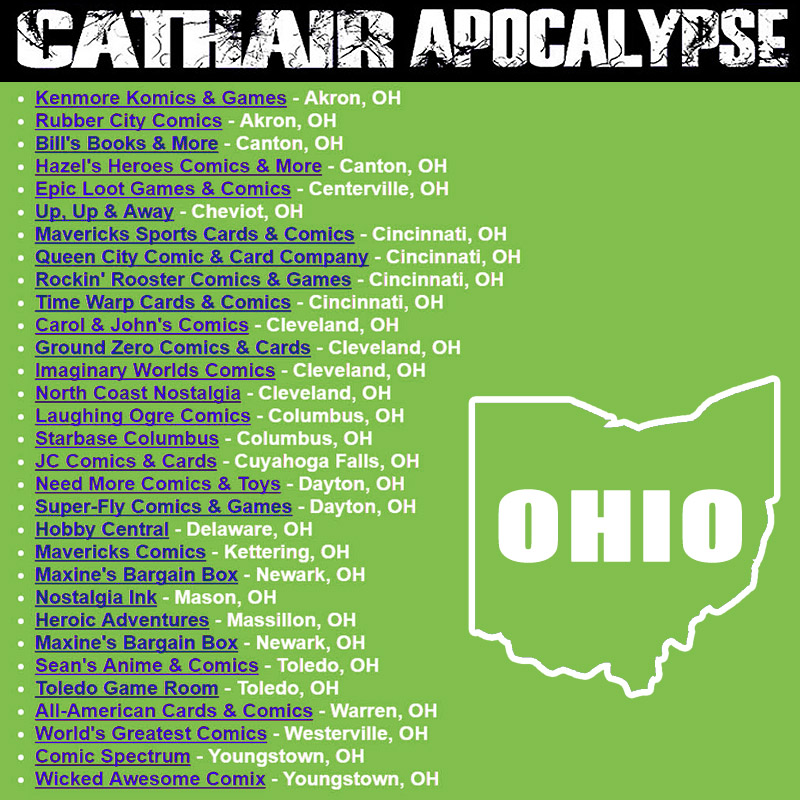 CATHAIR APOCALYPSE
• Kenmore Komics & Games - Akron, OH
• Rubber City Comics - Akron, OH
• Bill's Books & More - Canton, OH
• Hazel's Heroes Comics & More - Canton, OH
• Epic Loot Games & Comics - Centerville, OH
• Up, Up & Away - Cheviot, OH
• Mavericks Sports Cards & Comics - Cincinnati, OH
• Queen City Comic & Card Company - Cincinnati, OH
• Rockin' Rooster Comics & Games - Cincinnati, OH
• Time Warp Cards & Comics - Cincinnati, OH
• Carol & John's Comics - Cleveland, OH
• Ground Zero Comics & Cards - Cleveland, OH
• Imaginary Worlds Comics - Cleveland, OH
• North Coast Nostalgia - Cleveland, OH
• Laughing Ogre Comics - Columbus, OH
• Starbase Columbus - Columbus, OH
• JC Comics & Cards - Cuyahoga Falls, OH
• Need More Comics & Toys - Dayton, OH
• Super-Fly Comics & Games - Dayton, OH
• Hobby Central - Delaware, OH
• Mavericks Comics - Kettering, OH
• Maxine's Bargain Box - Newark, OH
• Nostalgia Ink - Mason, OH
• Heroic Adventures - Massillon, OH
• Maxine's Bargain Box - Newark, OH
• Sean's Anime & Comics - Toledo, OH
• Toledo Game Room - Toledo, OH
• All-American Cards & Comics - Warren, OH
• World's Greatest Comics - Westerville, OH
• Comic Spectrum - Youngstown, OH
• Wicked Awesome Comix - Youngstown, OH
OHIO